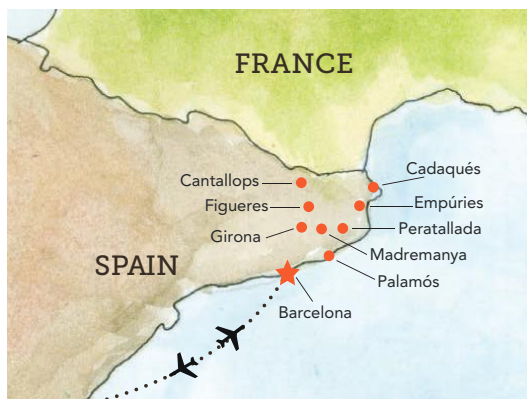 FRANCE
Cantallops
Cadaqués
Figueres
Empúries
Girona
Peratallada
Madremanya
SPAIN
Palamós
Barcelona